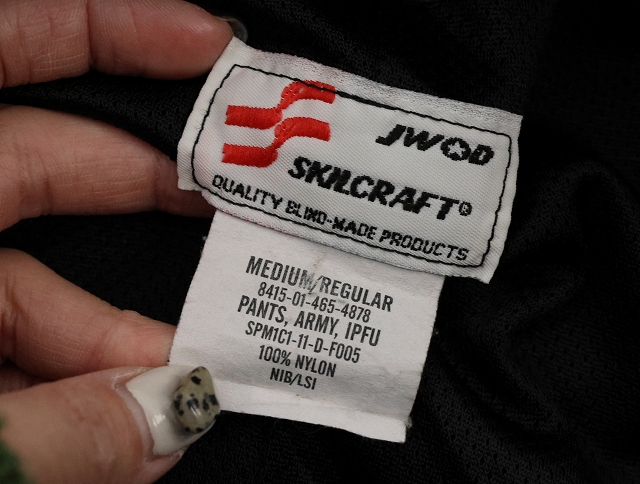 JWOD
SKILCRAFT®
QUALITY BLIND-MADE PRODUCTS
MEDIUM/REGULAR
8415-01-465-4878
PANTS, ARMY, IPFU
SPM1C1-11-D-F005
100% NYLON
NIB/LSI